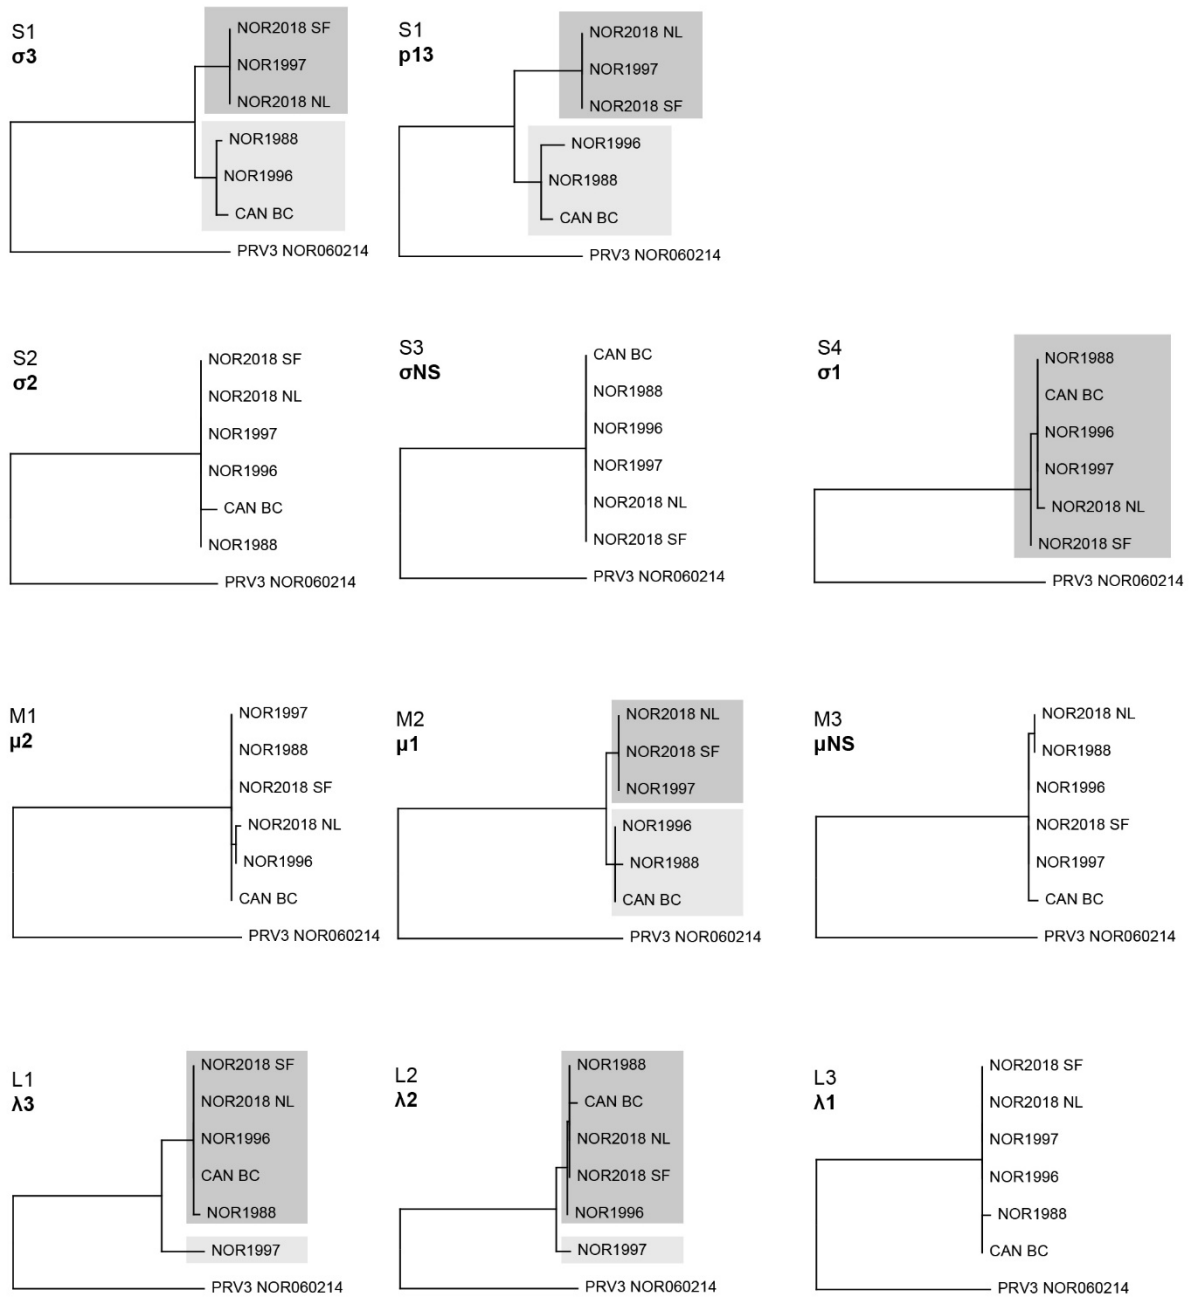 S1
σ3
NOR2018 SF
NOR1997
NOR2018 NL
NOR1988
NOR1996
CAN BC
PRV3 NOR060214
S1
p13
NOR2018 NL
NOR1997
NOR2018 SF
NOR1996
NOR1988
CAN BC
PRV3 NOR060214
S2
σ2
NOR2018 SF
NOR2018 NL
NOR1997
NOR1996
CAN BC
NOR1988
PRV3 NOR060214
S3
σNS
CAN BC
NOR1988
NOR1996
NOR1997
NOR2018 NL
NOR2018 SF
PRV3 NOR060214
S4
σ1
NOR1988
CAN BC
NOR1996
NOR1997
NOR2018 NL
NOR2018 SF
PRV3 NOR060214
M1
μ2
NOR1997
NOR1988
NOR2018 SF
NOR2018 NL
NOR1996
CAN BC
PRV3 NOR060214
M2
μ1
NOR2018 NL
NOR2018 SF
NOR1997
NOR1996
NOR1988
CAN BC
PRV3 NOR060214
M3
μNS
NOR2018 NL
NOR1988
NOR1996
NOR2018 SF
NOR1997
CAN BC
PRV3 NOR060214
L1
λ3
NOR2018 SF
NOR2018 NL
NOR1996
CAN BC
NOR1988
NOR1997
PRV3 NOR060214
L2
λ2
NOR1988
CAN BC
NOR2018 NL
NOR2018 SF
NOR1996
NOR1997
PRV3 NOR060214
L3
λ1
NOR2018 SF
NOR2018 NL
NOR1997
NOR1996
NOR1988
CAN BC
PRV3 NOR060214